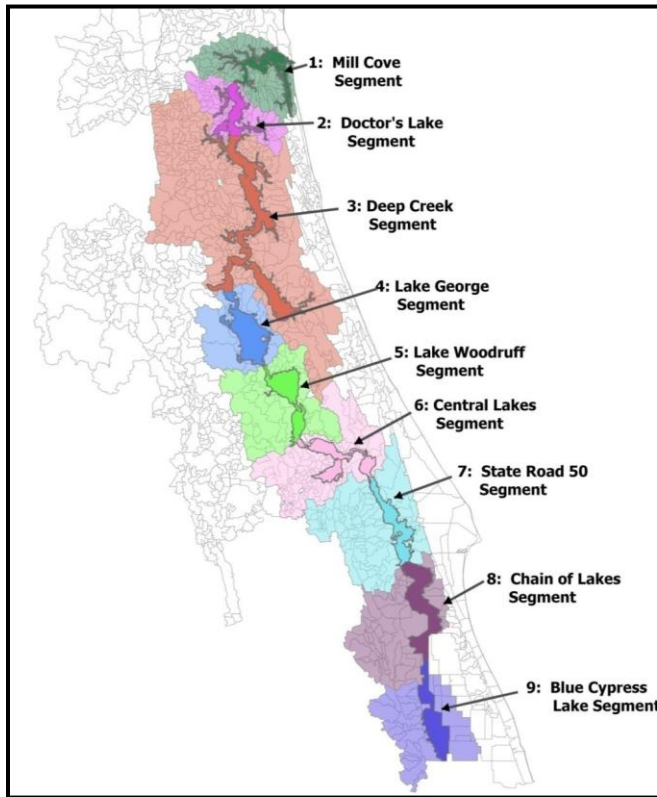 1: Mill Cove
Segment
2: Doctor's Lake
Segment
3: Deep Creek
Segment
4: Lake George
Segment
5: Lake Woodruff
Segment
6: Central Lakes
Segment
7: State Road 50
Segment
8: Chain of Lakes
Segment
9: Blue Cypress
Lake Segment